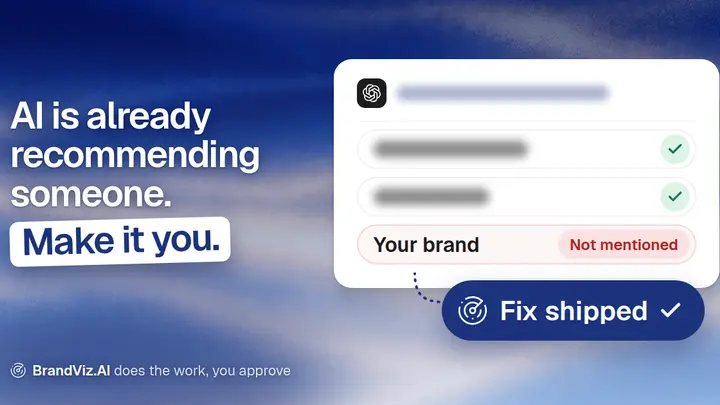 AI is already
recommending
someone.
Make it you.
Your brand
Not mentioned
Fix shipped
BrandViz.AI does the work, you approve